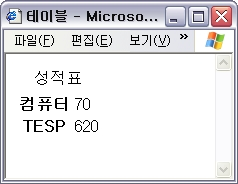 테이블 - Microso...
파일(F) 편집(E) 보기(V) »
성적표
컴퓨터 70
TESP 620